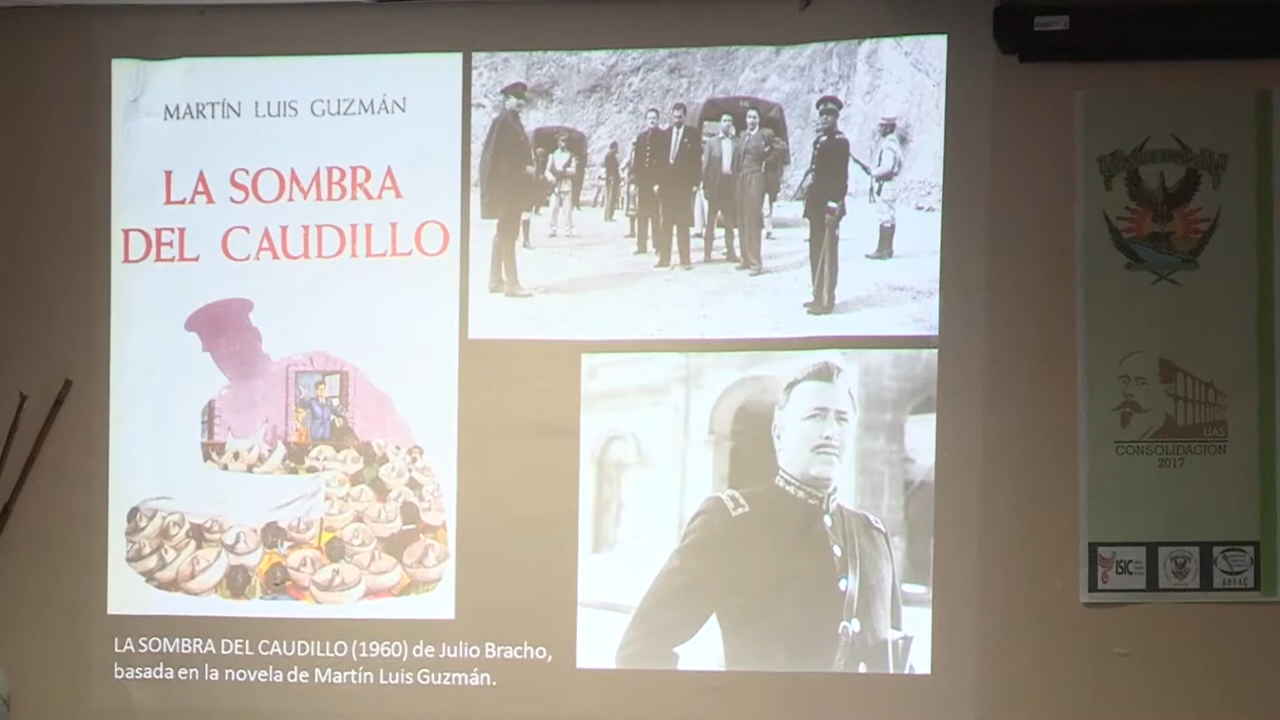 MARTÍN LUIS GUZMÁN
LA SOMBRA
DEL CAUDILLO
LA SOMBRA DEL CAUDILLO (1960) de Julio Bracho,
basada en la novela de Martín Luis Guzmán.
UAS
CONSOLIDACIÓN
2017
ISIC